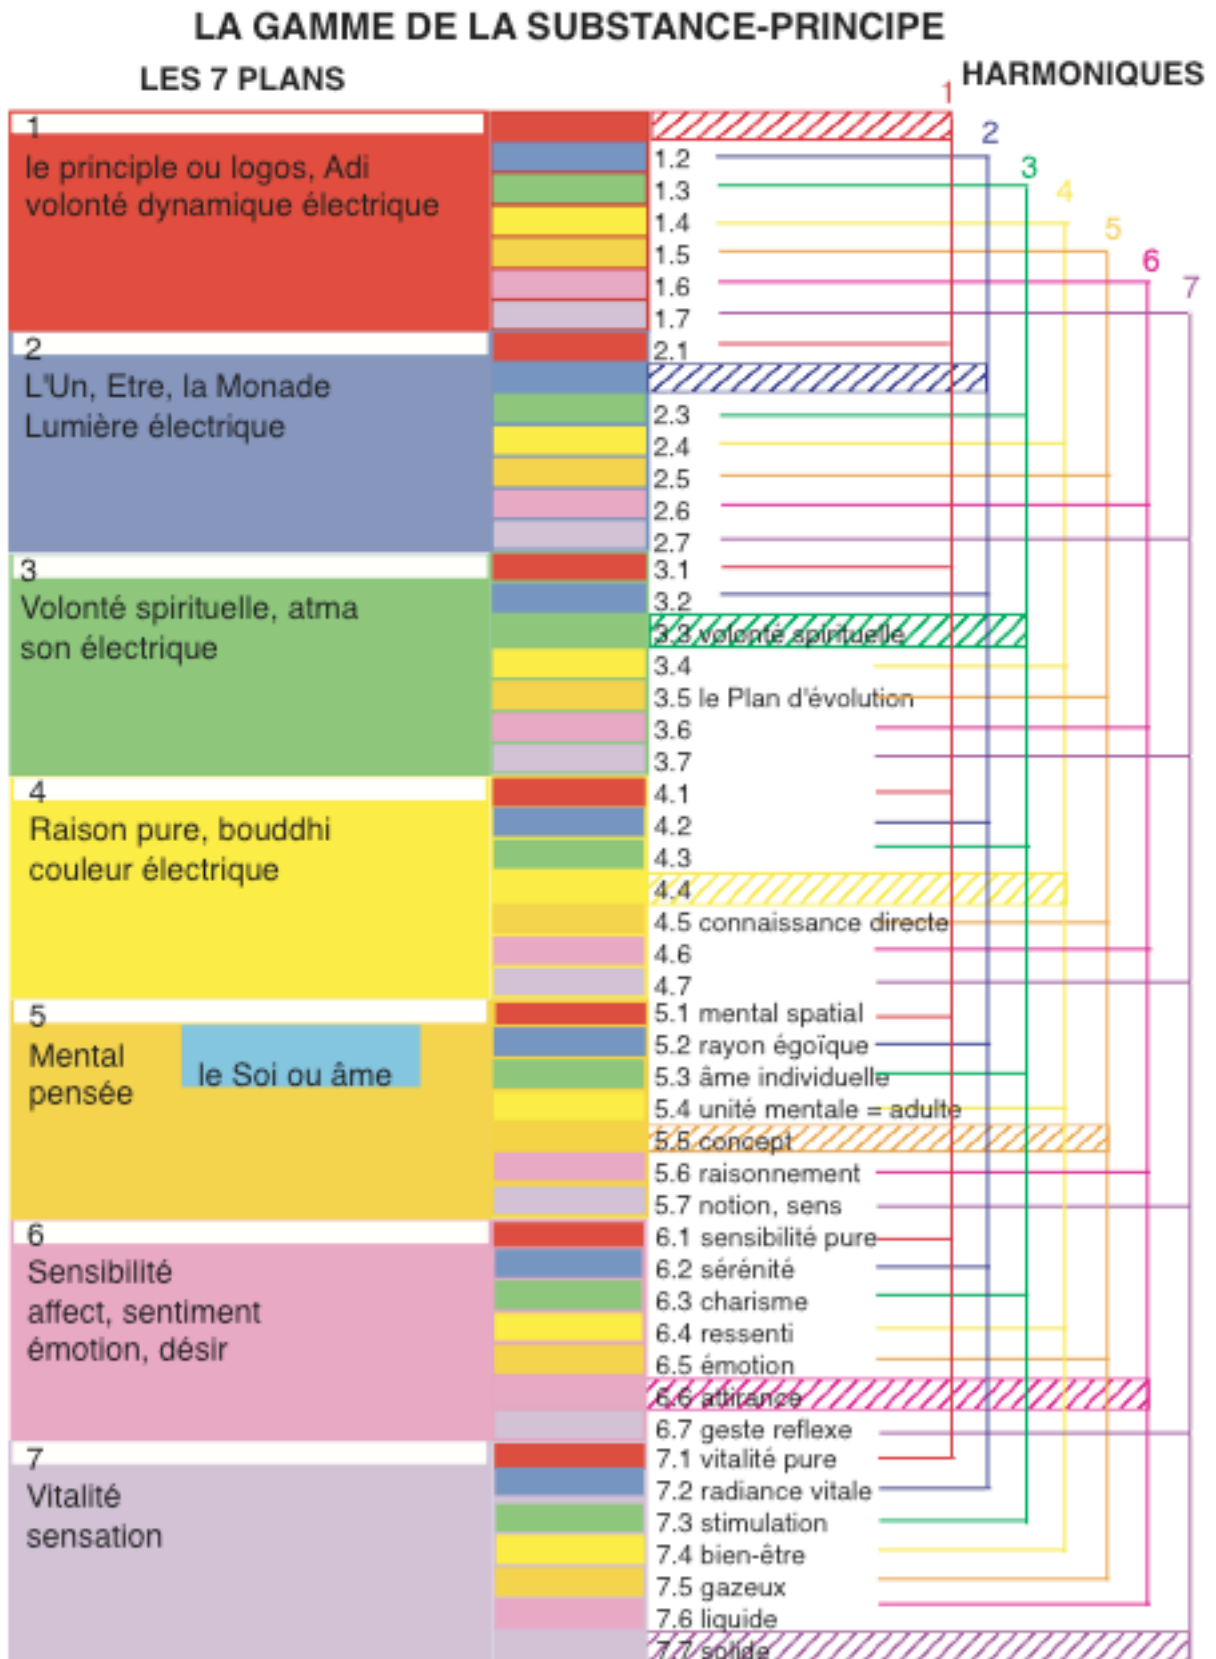 LA GAMME DE LA SUBSTANCE-PRINCIPE
LES 7 PLANS
HARMONIQUES
1
2
3
4
5
6
7
1
le principle ou logos, Adi
volonté dynamique électrique
1.2
1.3
1.4
1.5
1.6
1.7
2
L'Un, Etre, la Monade
Lumière électrique
2.1
2.3
2.4
2.5
2.6
2.7
3
Volonté spirituelle, atma
son électrique
3.1
3.2
3.3 volonté spirituelle
3.4
3.5 le Plan d'évolution
3.6
3.7
4
Raison pure, bouddhi
couleur électrique
4.1
4.2
4.3
4.4
4.5 connaissance directe
4.6
4.7
5
Mental
pensée
le Soi ou âme
5.1 mental spatial
5.2 rayon égoïque
5.3 âme individuelle
5.4 unité mentale = adulte
5.5 concept
5.6 raisonnement
5.7 notion, sens
6
Sensibilité
affect, sentiment
émotion, désir
6.1 sensibilité pure
6.2 sérénité
6.3 charisme
6.4 ressenti
6.5 émotion
6.6 attirance
6.7 geste reflexe
7
Vitalité
sensation
7.1 vitalité pure
7.2 radiance vitale
7.3 stimulation
7.4 bien-être
7.5 gazeux
7.6 liquide
7.7 solide